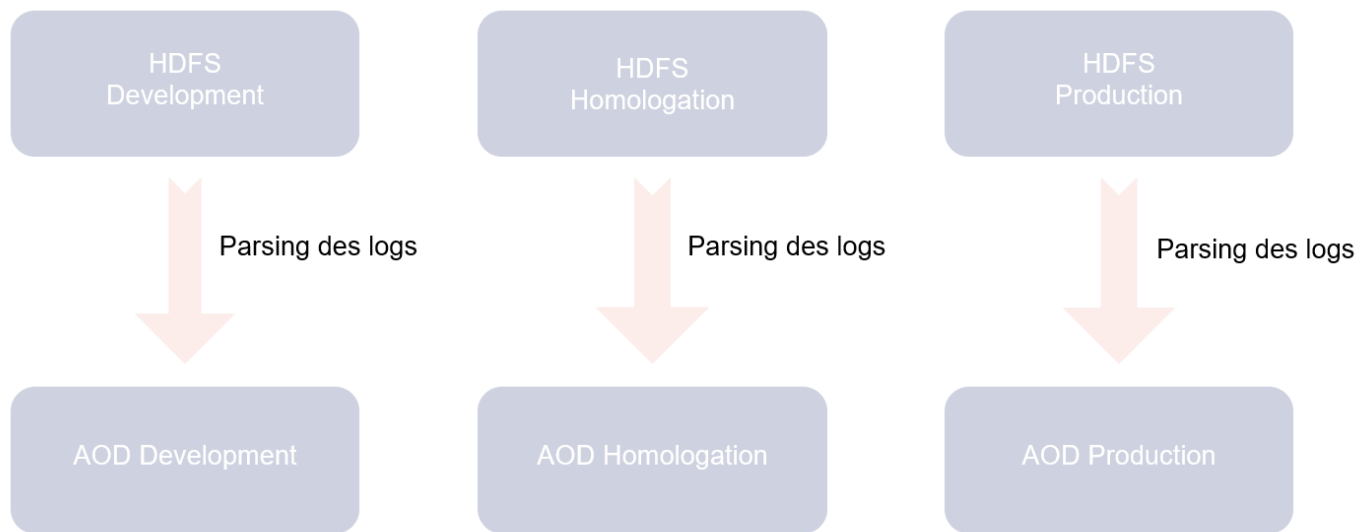 HDFS
Development
HDFS
Homologation
HDFS
Production
Parsing des logs
Parsing des logs
Parsing des logs
AOD Development
AOD Homologation
AOD Production